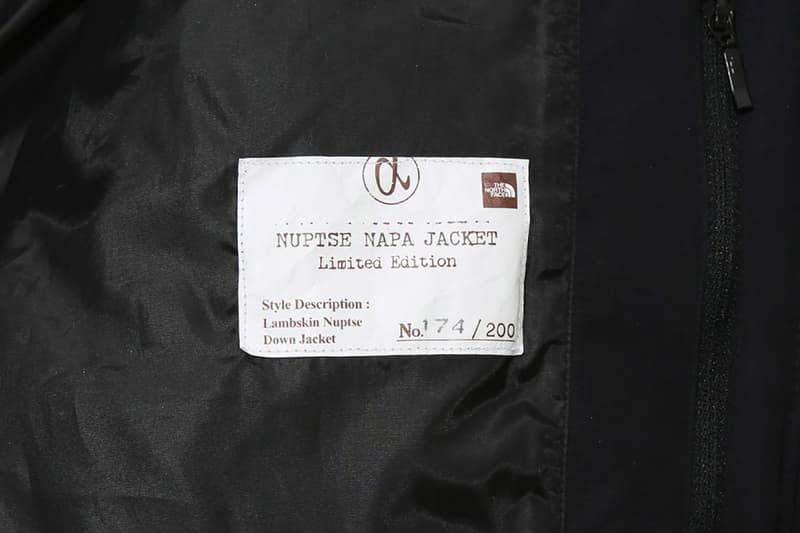 α
THE
NORTH
FACE
NUPTSE NAPA JACKET
Limited Edition
Style Description :
Lambskin Nuptse
Down Jacket
No. 174 / 200